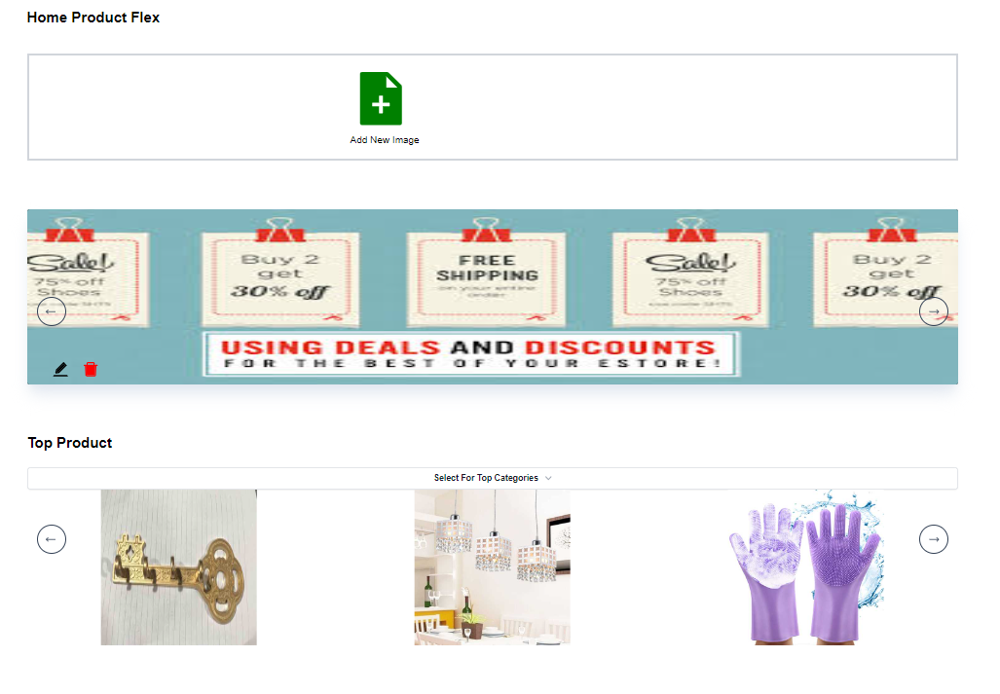 Home Product Flex
Add New Image
Sale!
75% off
Shoes
Buy 2
get
30% off
FREE
SHIPPING
on your entire
order
Sale!
75% off
Shoes
Buy 2
get
30% off
USING DEALS AND DISCOUNTS
FOR THE BEST OF YOUR ESTORE!
Top Product
Select For Top Categories